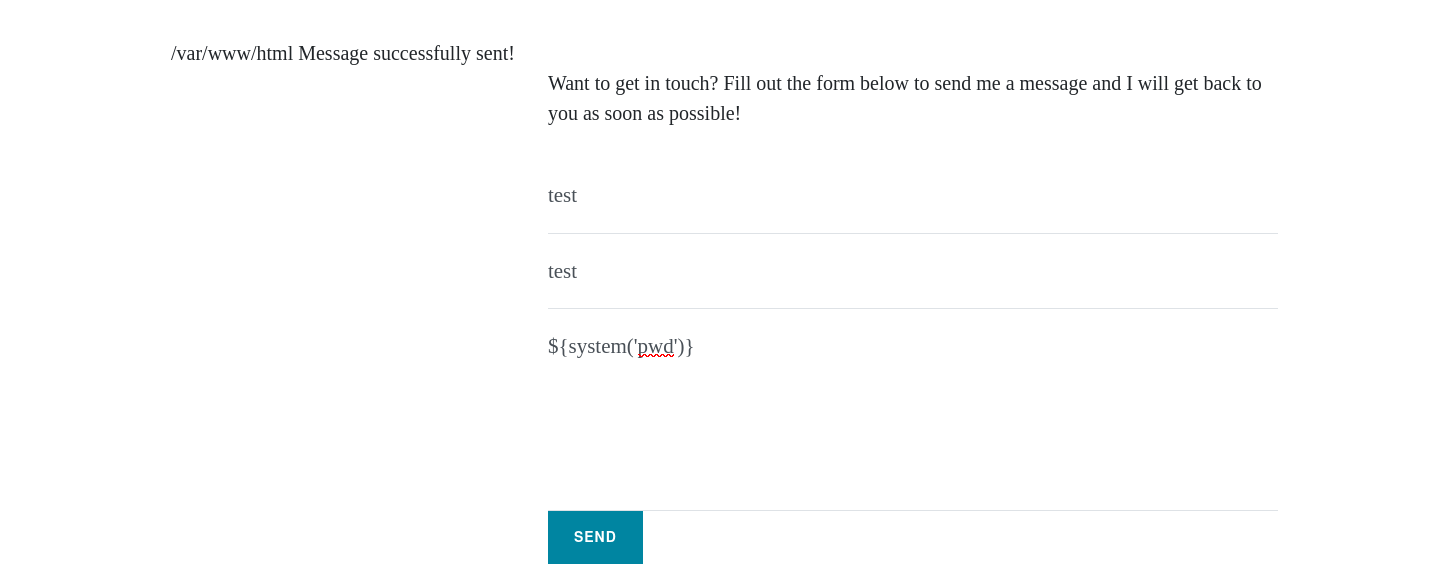 /var/www/html Message successfully sent!
Want to get in touch? Fill out the form below to send me a message and I will get back to
you as soon as possible!
test
test
${system('pwd')}
SEND